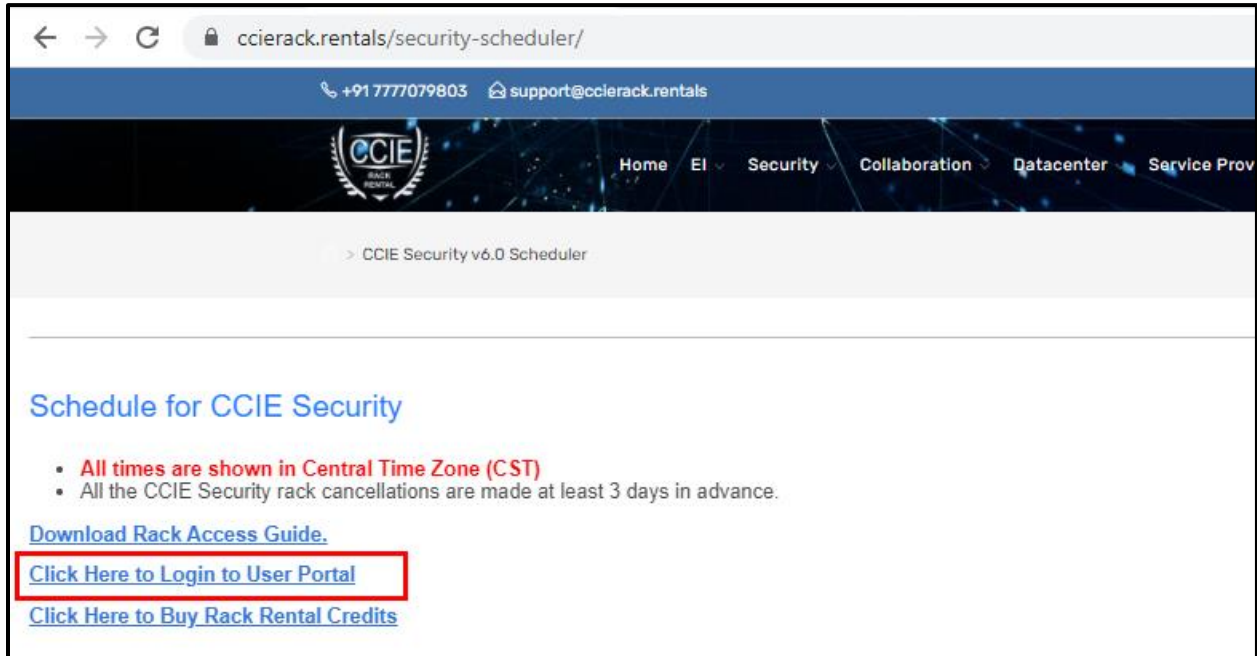 ccierack.rentals/security-scheduler/
+91 7777079803 support@ccierack.rentals
CCIE
RACK
RENTAL
Home EI Security Collaboration Datacenter Service Prov
> CCIE Security v6.0 Scheduler
Schedule for CCIE Security
• All times are shown in Central Time Zone (CST)
• All the CCIE Security rack cancellations are made at least 3 days in advance.
Download Rack Access Guide.
Click Here to Login to User Portal
Click Here to Buy Rack Rental Credits